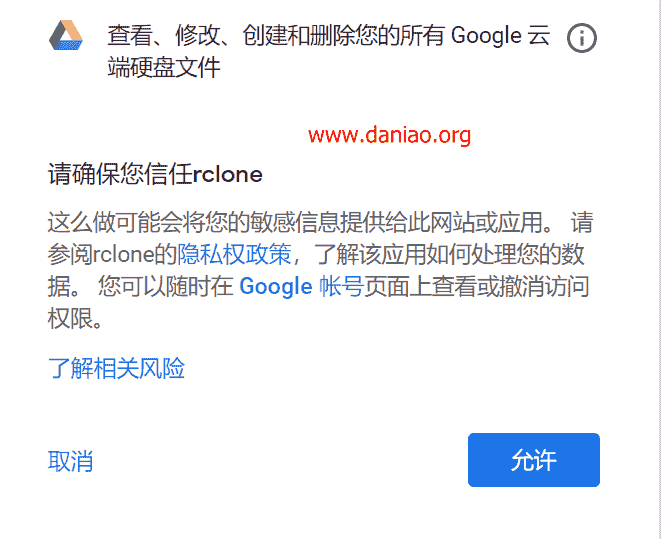 查看、修改、创建和删除您的所有 Google 云
端硬盘文件
www.daniao.org
请确保您信任rclone
这么做可能会将您的敏感信息提供给此网站或应用。 请
参阅rclone的隐私权政策，了解该应用如何处理您的数
据。 您可以随时在 Google 帐号页面上查看或撤消访问
权限。
了解相关风险
取消
允许